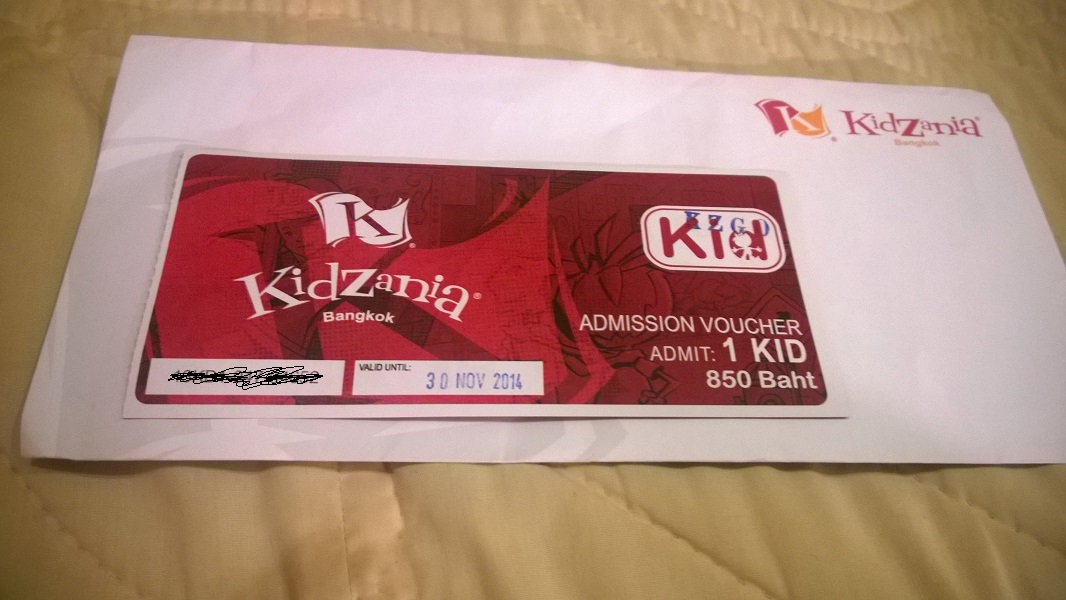 K
KidZania®
Bangkok
K
KidZania®
Bangkok
VALID UNTIL:
30 NOV 2014
Kid
ADMISSION VOUCHER
ADMIT: 1 KID
850 Baht